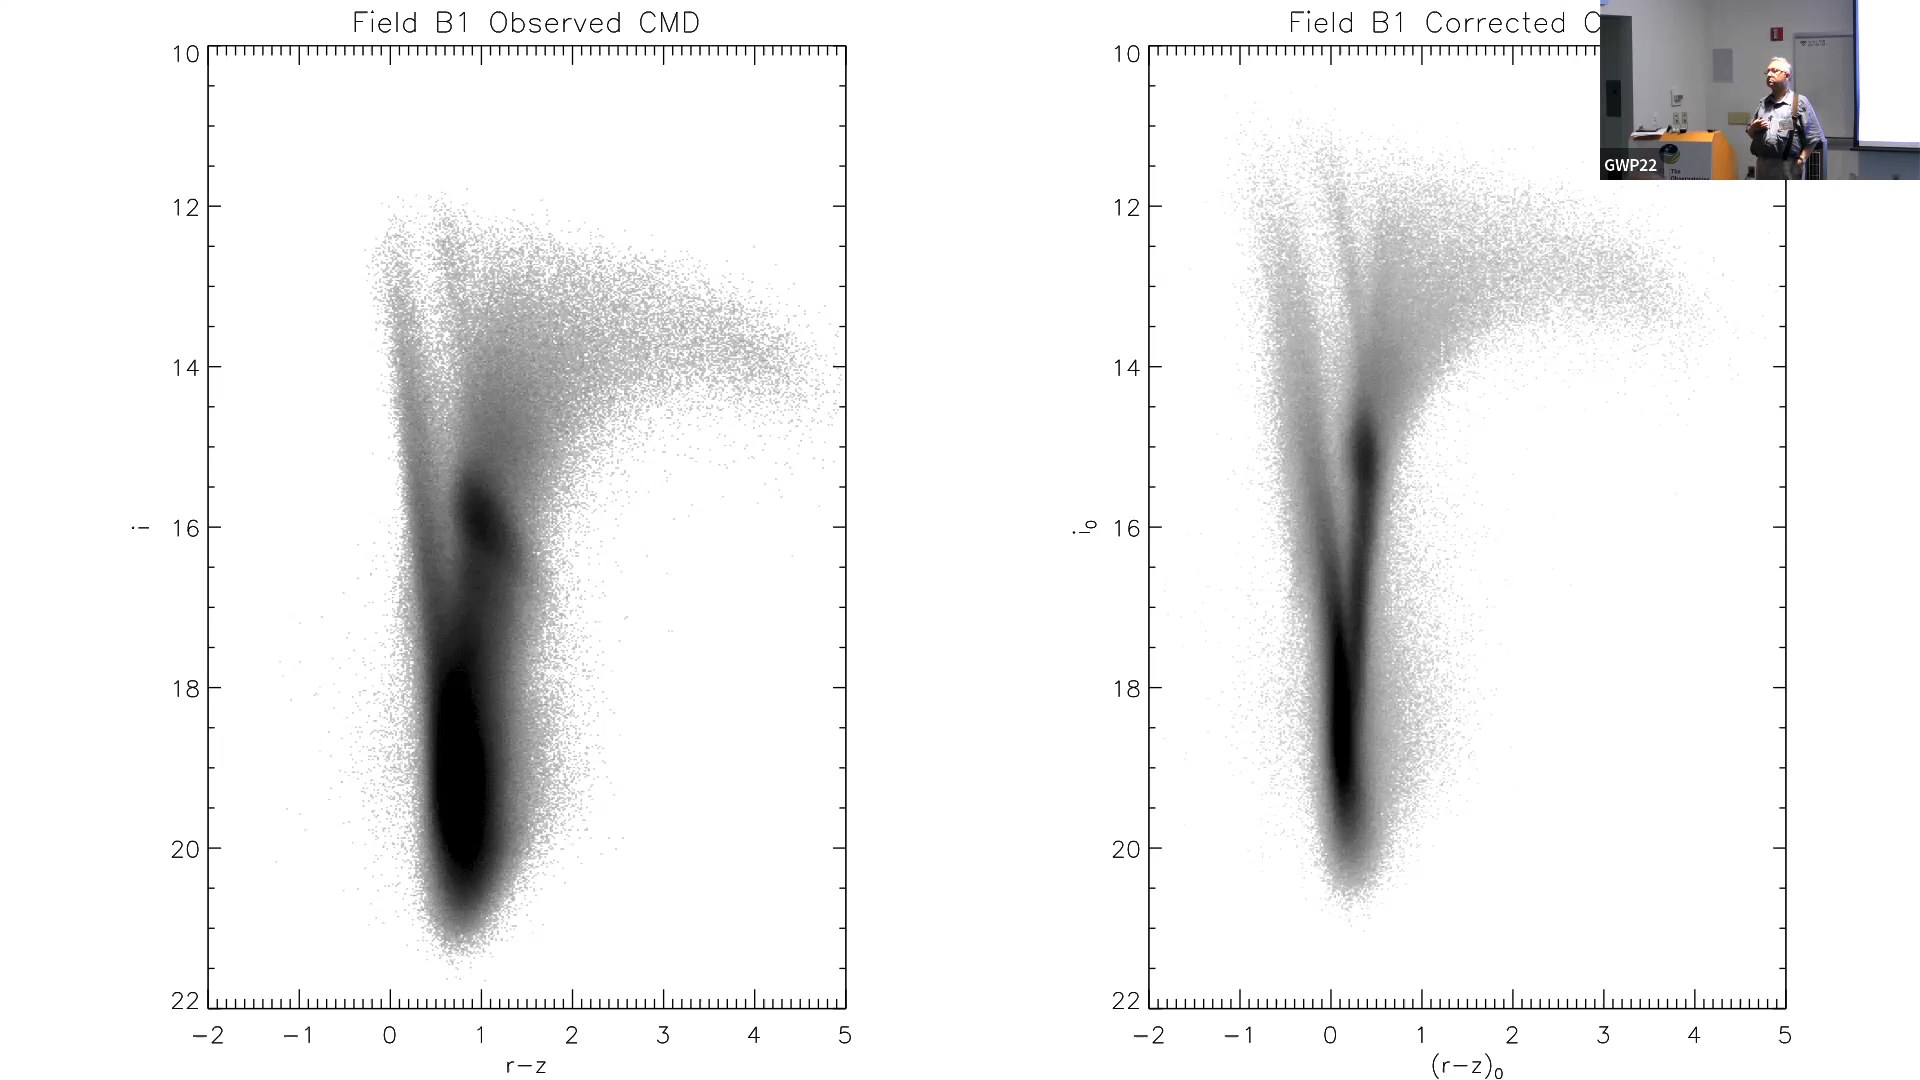 Field B1 Observed CMD
10
12
14
16
18
20
22
i
-2 -1 0 1 2 3 4 5
r-z
Field B1 Corrected C
10
12
14
16
18
20
22
i₀
-2 -1 0 1 2 3 4 5
(r-z)₀
GWP22
The